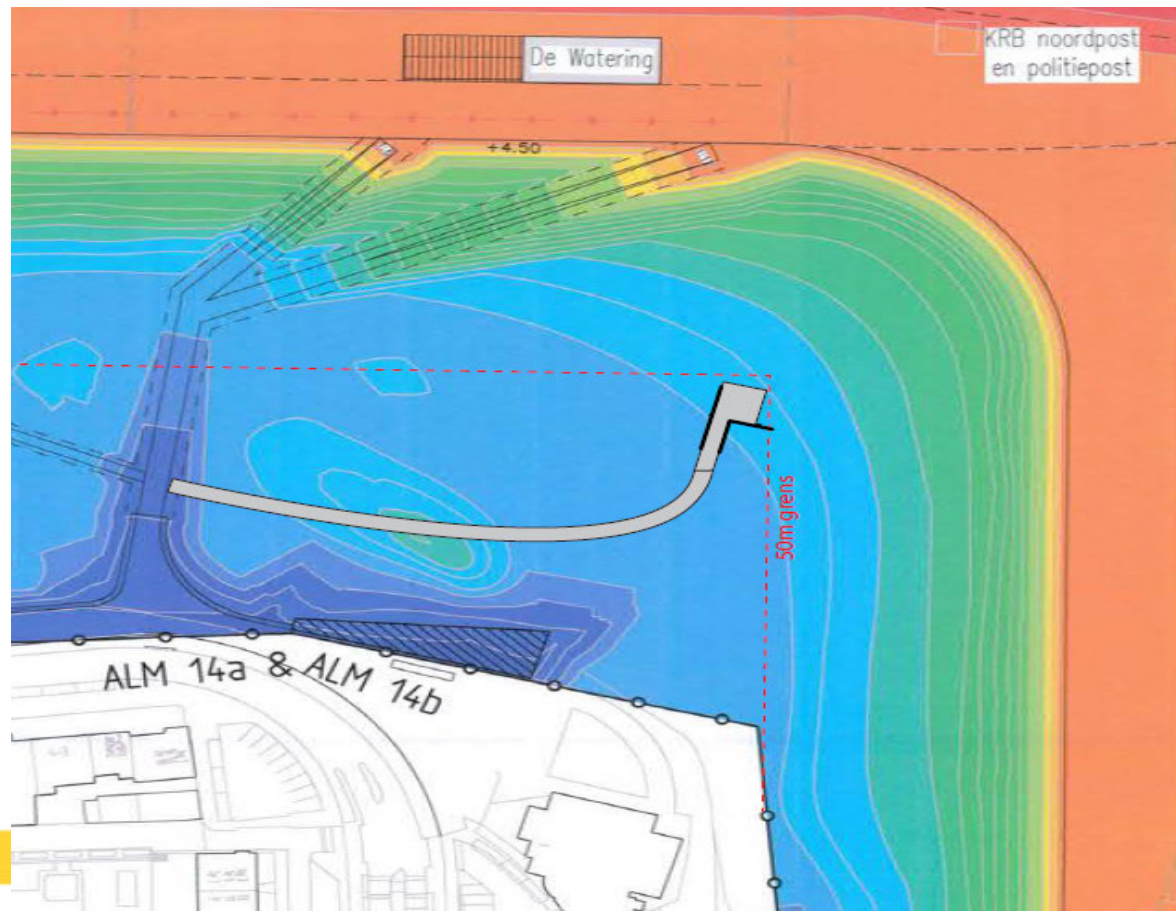 De Watering
KRB noordpost
en politiepost
+4.50
50m grens
ALM 14a & ALM 14b